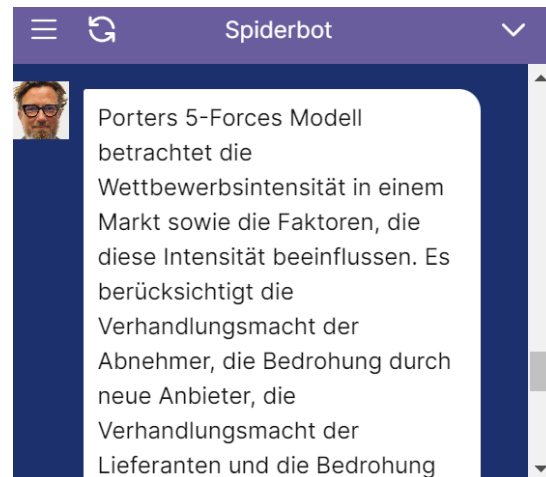 Spiderbot
Porters 5-Forces Modell
betrachtet die
Wettbewerbsintensität in einem
Markt sowie die Faktoren, die
diese Intensität beeinflussen. Es
berücksichtigt die
Verhandlungsmacht der
Abnehmer, die Bedrohung durch
neue Anbieter, die
Verhandlungsmacht der
Lieferanten und die Bedrohung